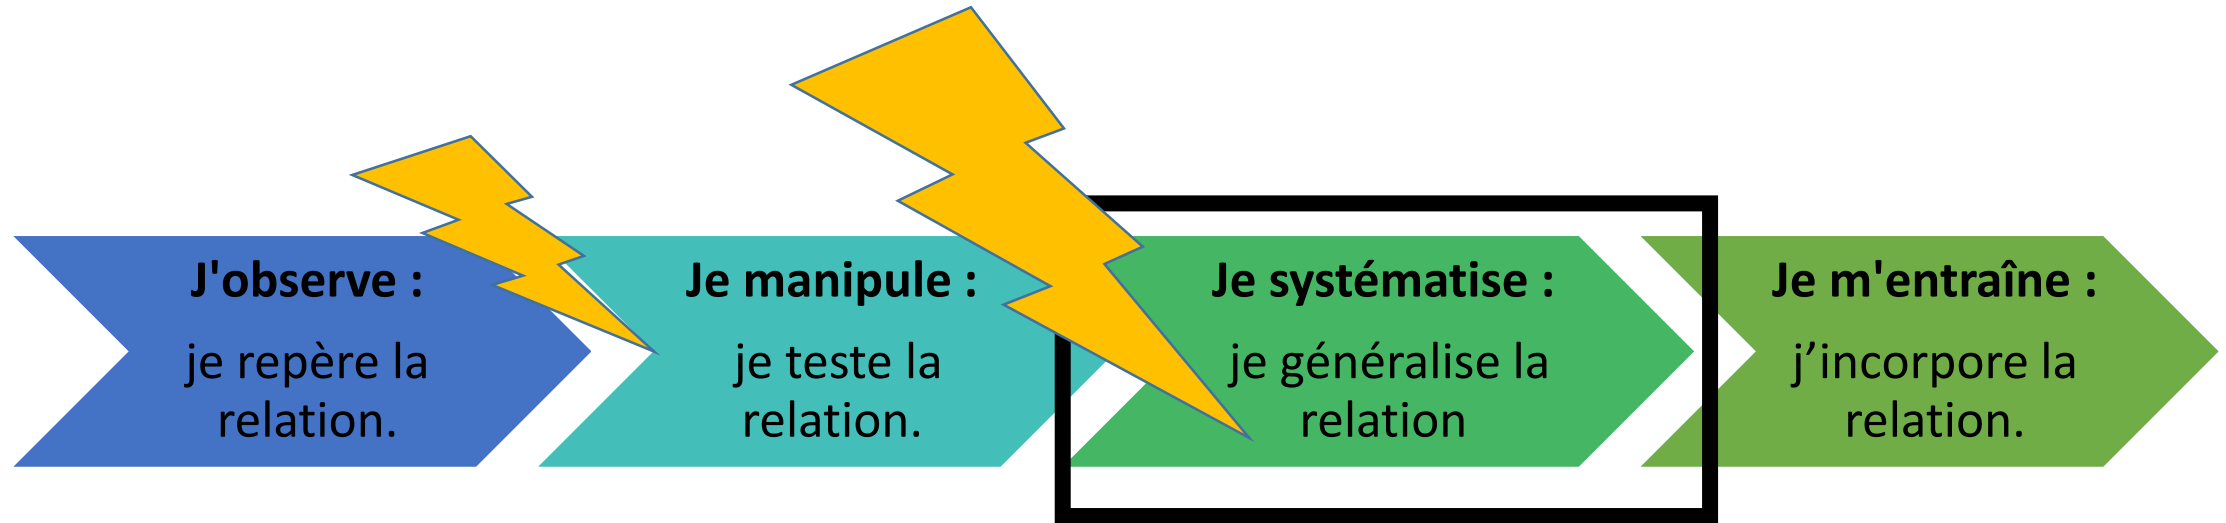 J'observe :
je repère la
relation.
Je manipule :
je teste la
relation.
Je systématise :
je généralise la
relation
Je m'entraîne :
j’incorpore la
relation.